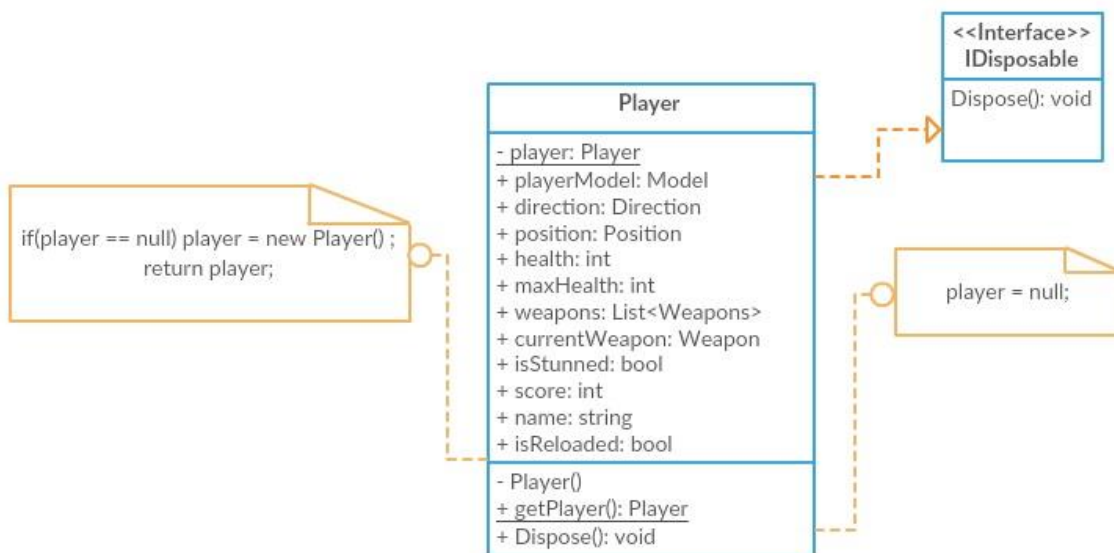 <<Interface>>
IDisposable
Dispose(): void
Player
- player: Player
+ playerModel: Model
+ direction: Direction
+ position: Position
+ health: int
+ maxHealth: int
+ weapons: List<Weapons>
+ currentWeapon: Weapon
+ isStunned: bool
+ score: int
+ name: string
+ isReloaded: bool
- Player()
+ getPlayer(): Player
+ Dispose(): void
if(player == null) player = new Player() ;
return player;
player = null;